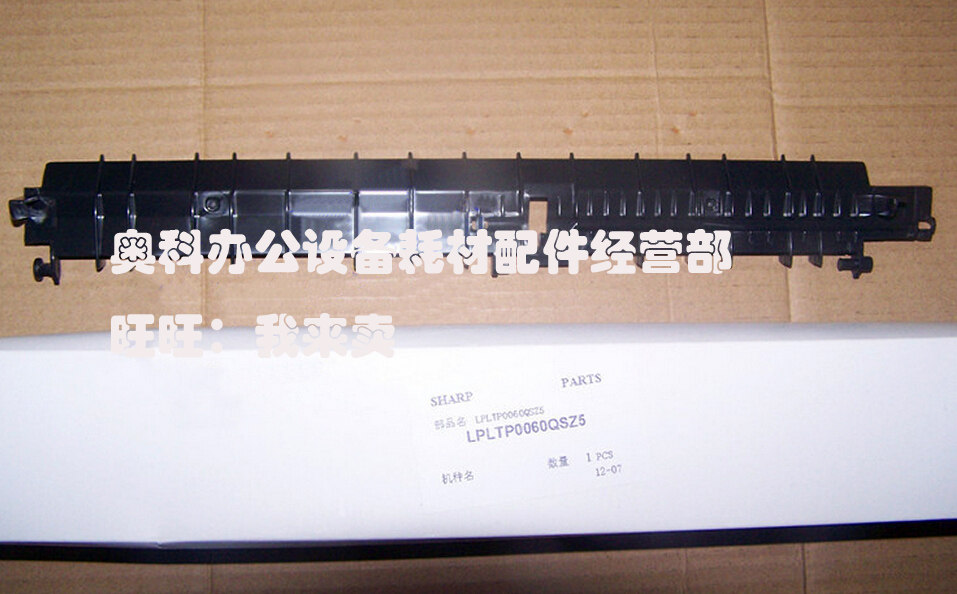 奥科办公设备耗材配件经营部
旺旺：我来卖
SHARP PARTS
部品名 LPLTP0060QSZ5
LPLTP0060QSZ5
机种名 数量 1 PCS
12-07